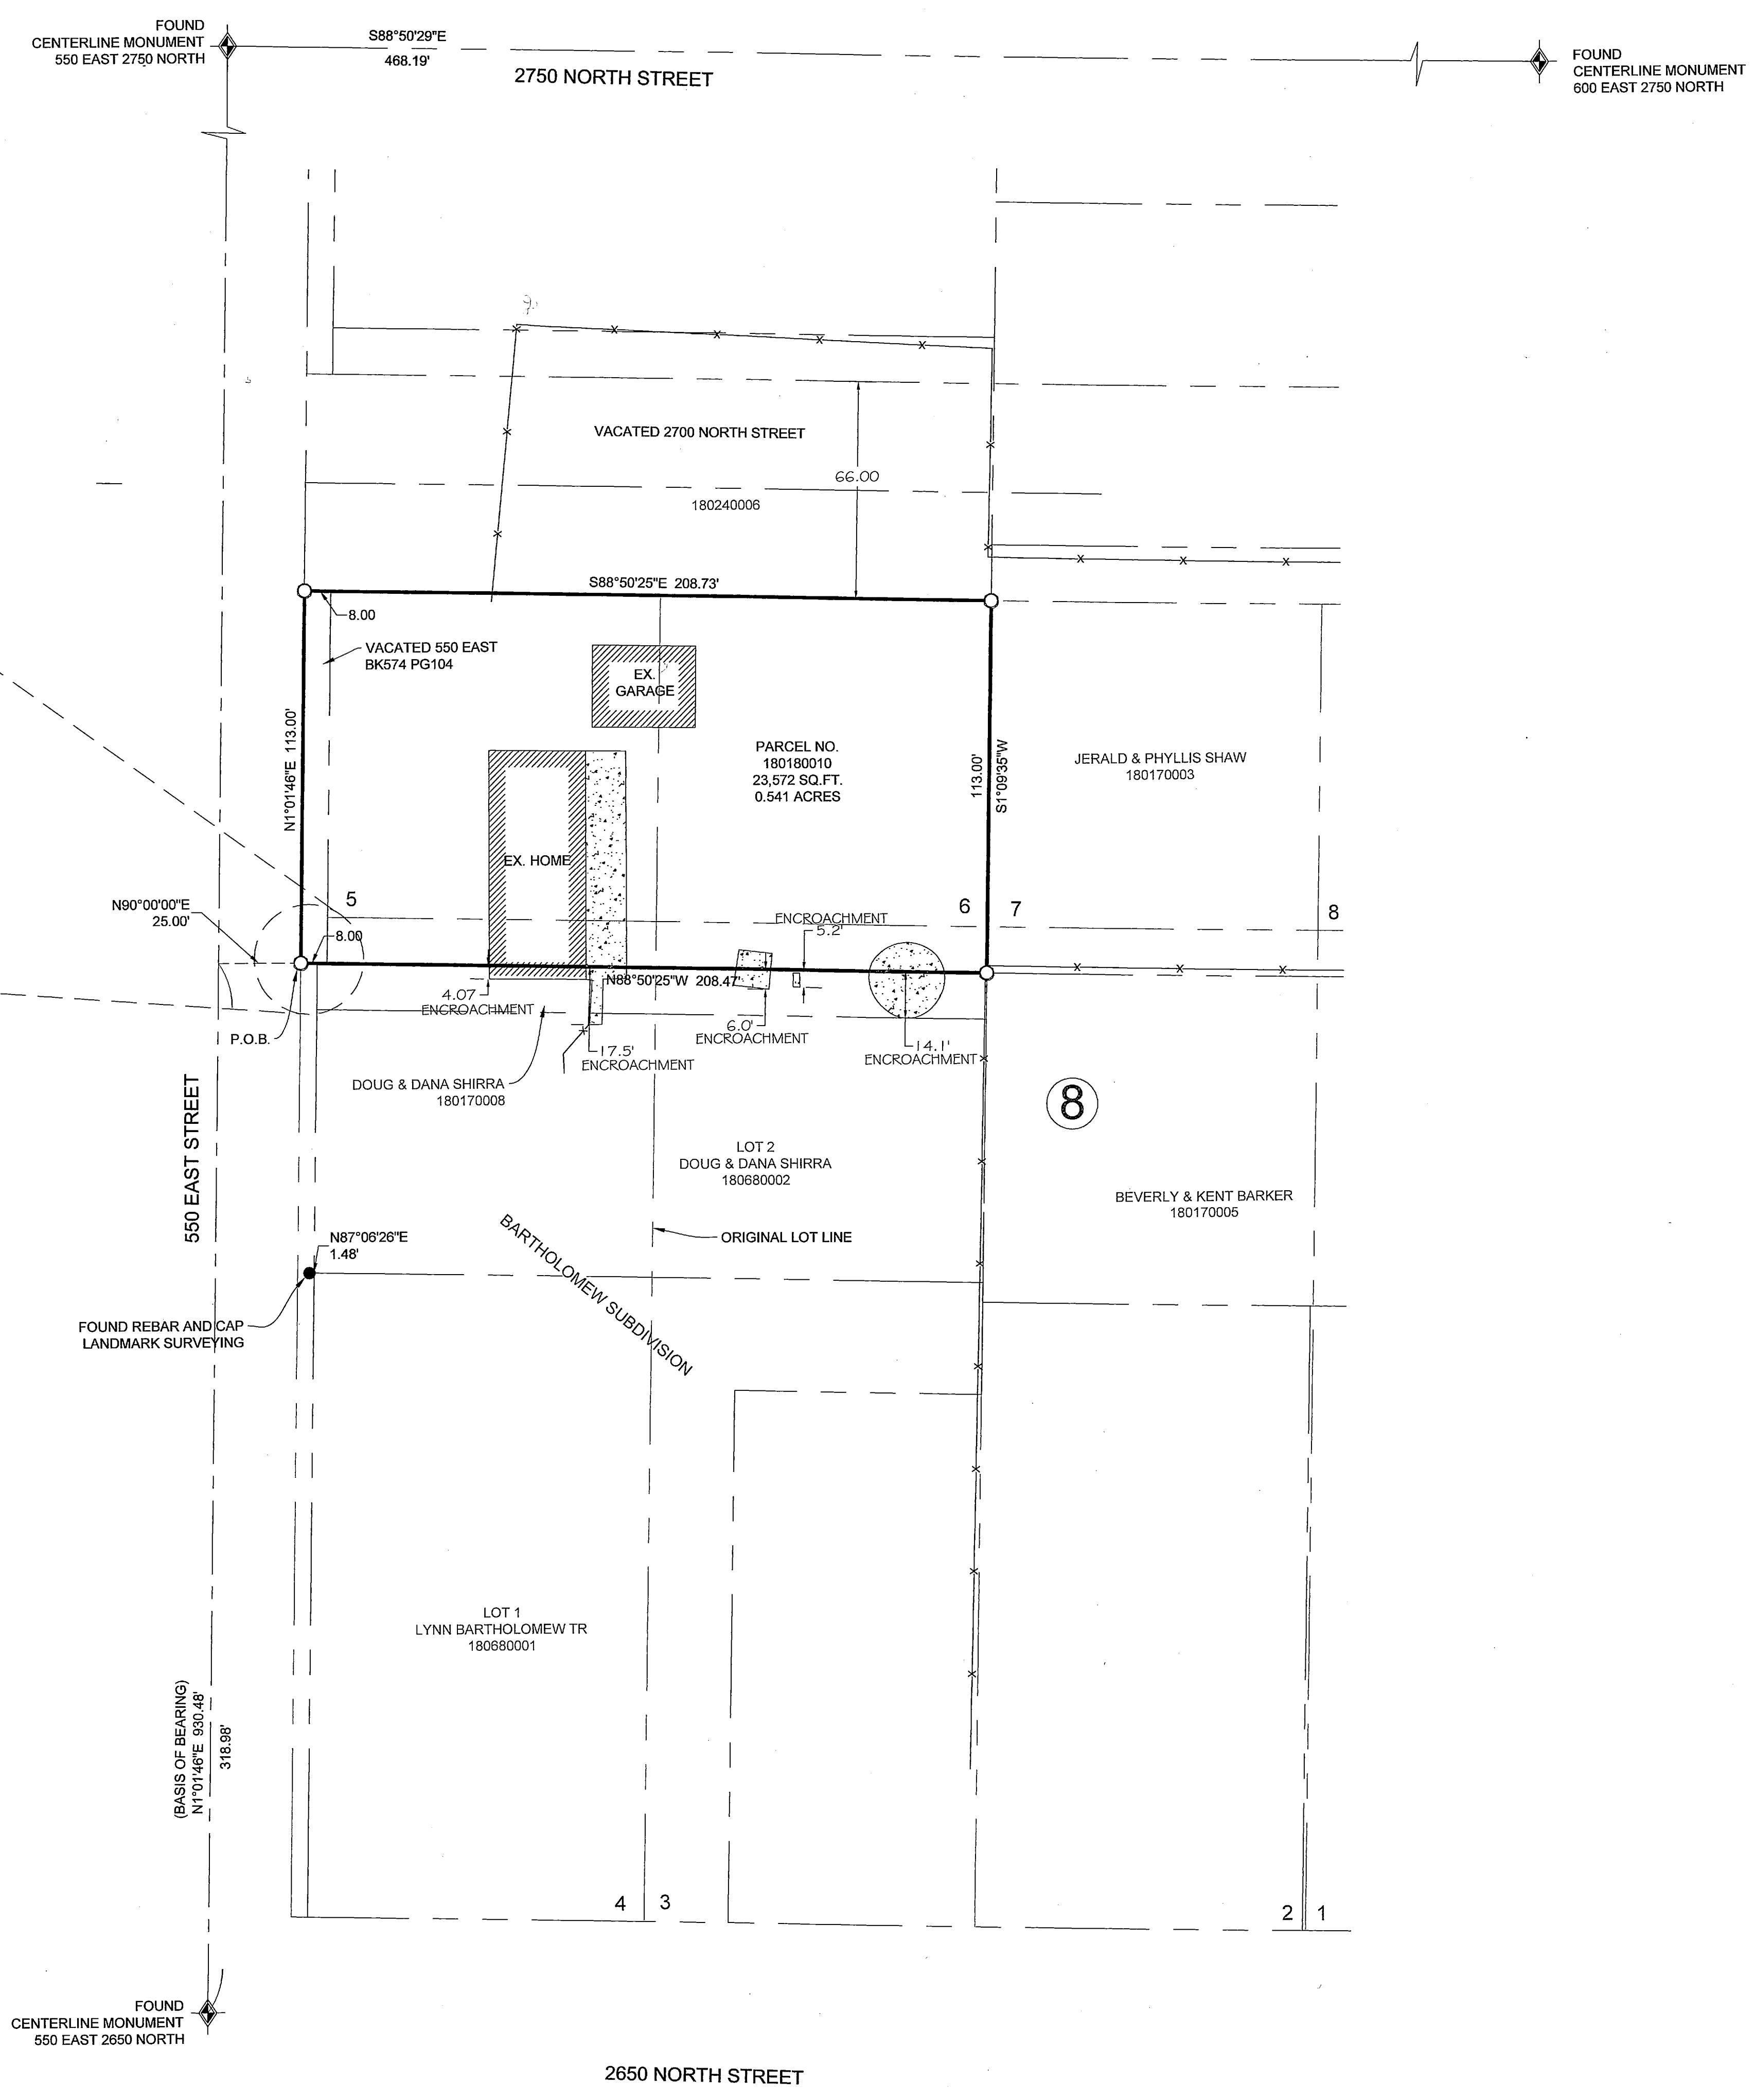 FOUND
CENTERLINE MONUMENT
550 EAST 2750 NORTH
S88°50'29"E
468.19'
2750 NORTH STREET
FOUND
CENTERLINE MONUMENT
600 EAST 2750 NORTH
VACATED 2700 NORTH STREET
66.00
180240006
S88°50'25"E 208.73'
8.00
VACATED 550 EAST
BK574 PG104
EX.
GARAGE
N1°01'46"E 113.00'
PARCEL NO.
180180010
23,572 SQ.FT.
0.541 ACRES
113.00'
S1°09'35"W
JERALD & PHYLLIS SHAW
180170003
EX. HOME
N90°00'00"E
25.00'
5
6
7
8
8.00
ENCROACHMENT
5.2'
N88°50'25"W 208.47'
4.07
ENCROACHMENT
6.0'
ENCROACHMENT
17.5'
ENCROACHMENT
14.1'
ENCROACHMENT
P.O.B.
DOUG & DANA SHIRRA
180170008
8
550 EAST STREET
LOT 2
DOUG & DANA SHIRRA
180680002
BEVERLY & KENT BARKER
180170005
N87°06'26"E
1.48'
ORIGINAL LOT LINE
BARTHOLOMEW SUBDIVISION
FOUND REBAR AND CAP
LANDMARK SURVEYING
LOT 1
LYNN BARTHOLOMEW TR
180680001
(BASIS OF BEARING)
N1°01'46"E 930.48'
318.98'
4
3
2
1
FOUND
CENTERLINE MONUMENT
550 EAST 2650 NORTH
2650 NORTH STREET